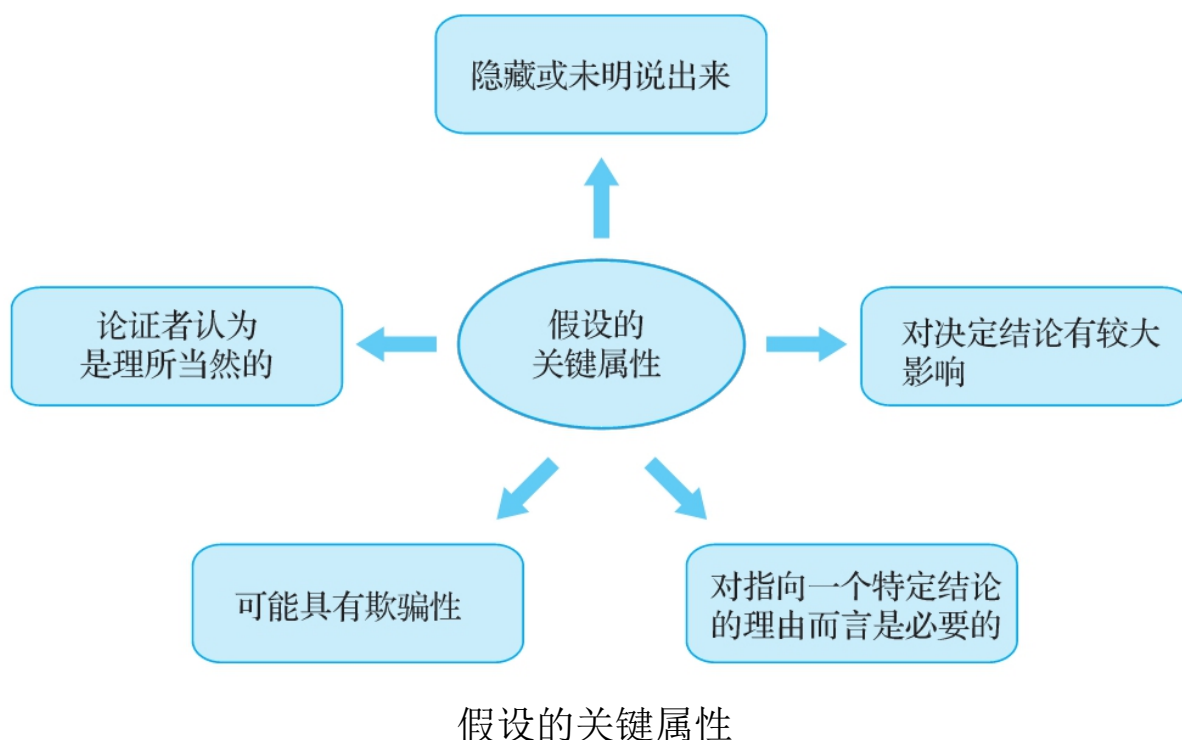 隐藏或未明说出来
论证者认为
是理所当然的
假设的
关键属性
对决定结论有较大
影响
可能具有欺骗性
对指向一个特定结论
的理由而言是必要的
假设的关键属性